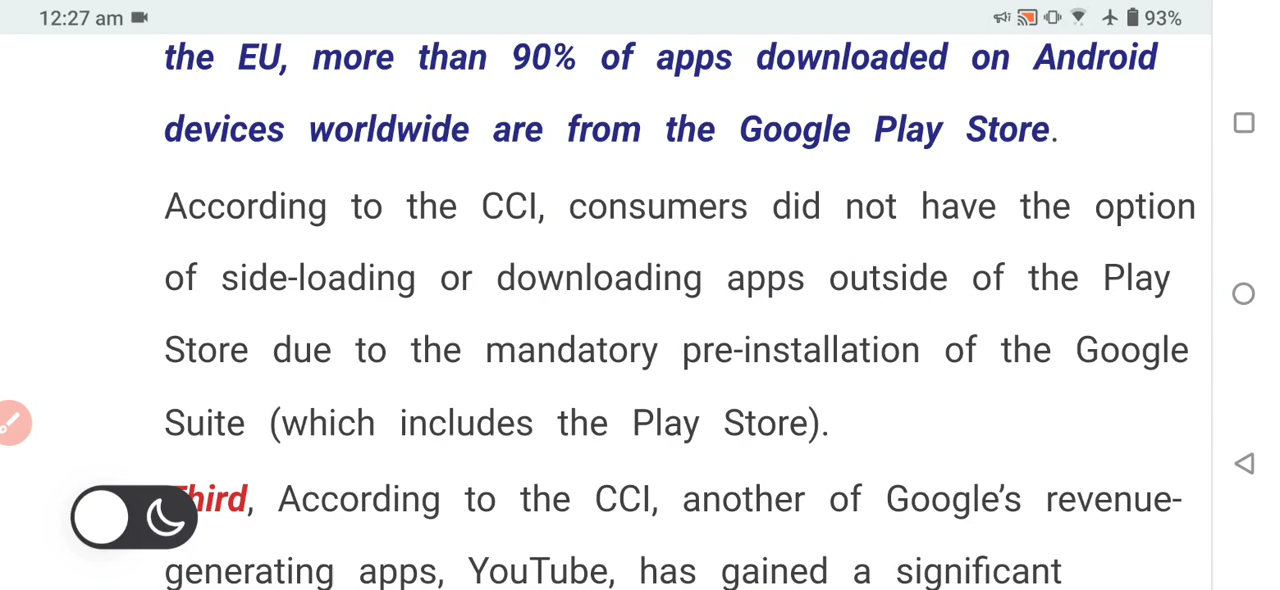 12:27 am 93%
the EU, more than 90% of apps downloaded on Android
devices worldwide are from the Google Play Store.
According to the CCI, consumers did not have the option
of side-loading or downloading apps outside of the Play
Store due to the mandatory pre-installation of the Google
Suite (which includes the Play Store).
Third, According to the CCI, another of Google's revenue-
generating apps, YouTube, has gained a significant